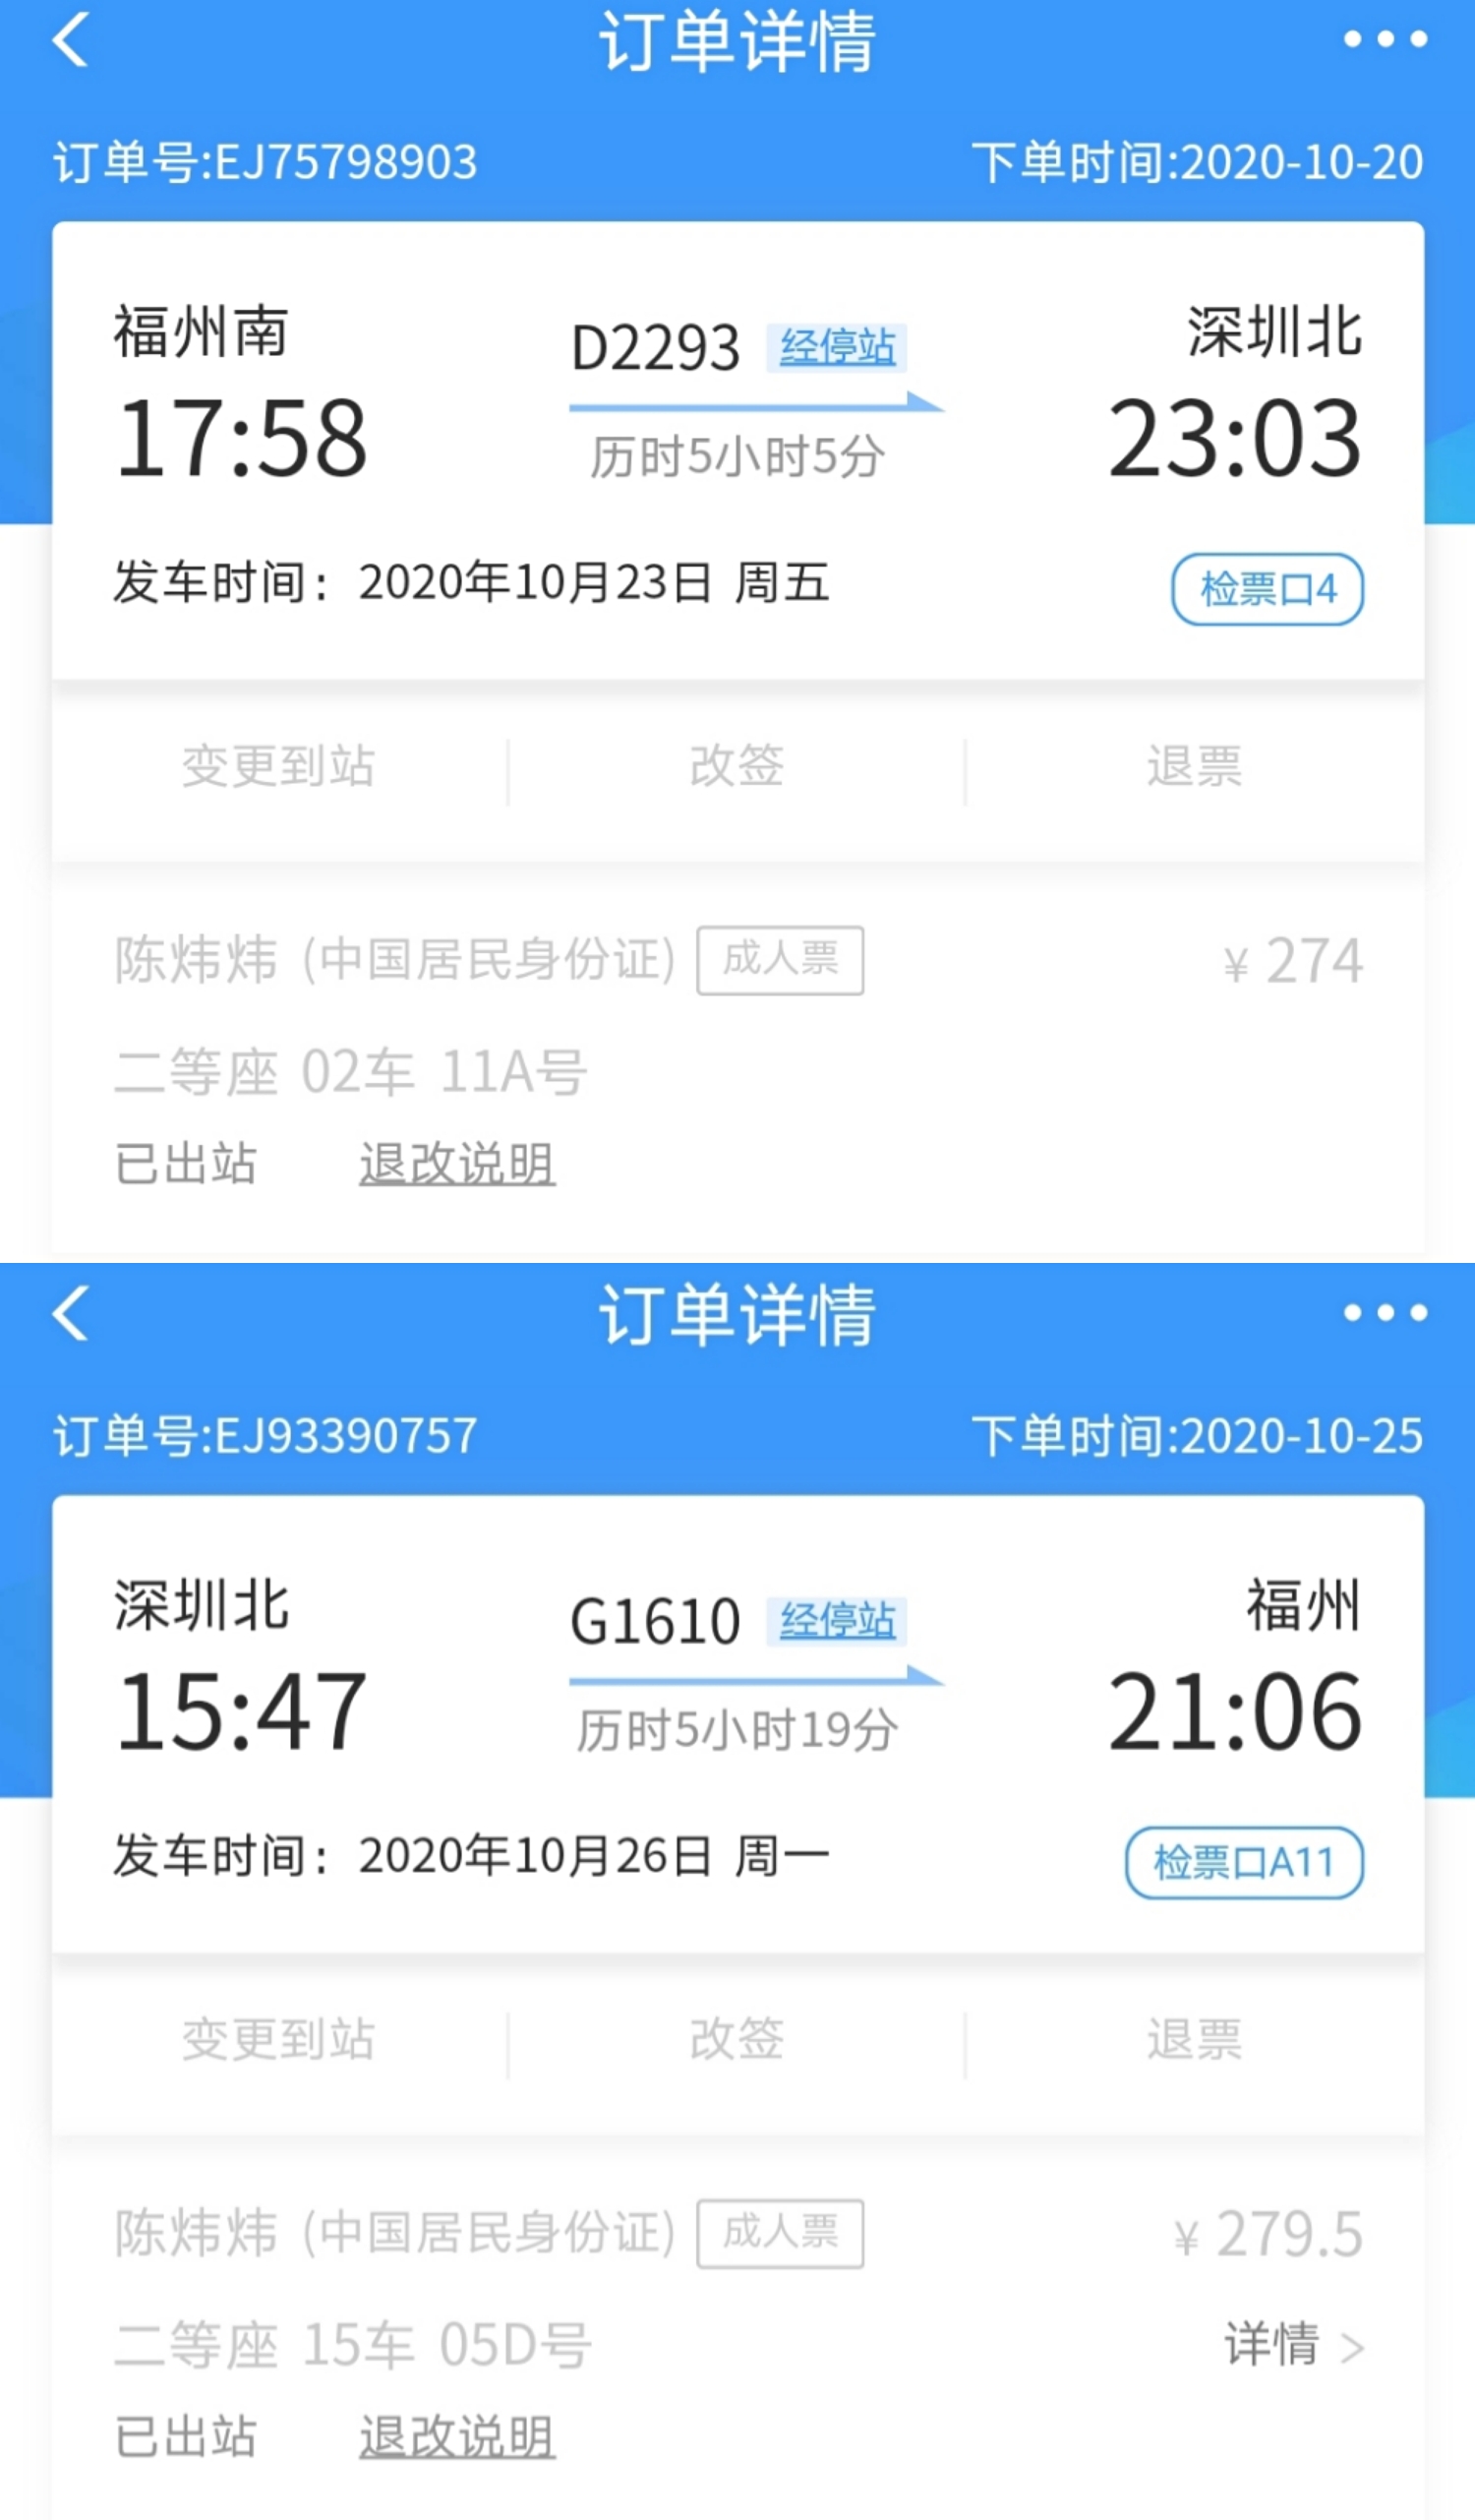 订单详情
订单号:EJ75798903 下单时间:2020-10-20
福州南 D2293 经停站 深圳北
17:58 历时5小时5分 23:03
发车时间：2020年10月23日 周五 检票口4
变更到站 改签 退票
陈炜炜 (中国居民身份证) 成人票 ¥274
二等座 02车 11A号
已出站 退改说明
订单详情
订单号:EJ93390757 下单时间:2020-10-25
深圳北 G1610 经停站 福州
15:47 历时5小时19分 21:06
发车时间：2020年10月26日 周一 检票口A11
变更到站 改签 退票
陈炜炜 (中国居民身份证) 成人票 ¥279.5
二等座 15车 05D号 详情 >
已出站 退改说明